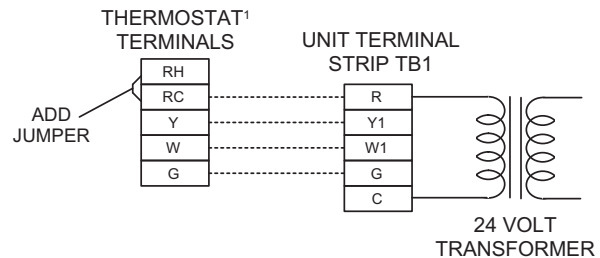 THERMOSTAT¹
TERMINALS
UNIT TERMINAL
STRIP TB1
RH
RC
Y
W
G
ADD
JUMPER
R
Y1
W1
G
C
24 VOLT
TRANSFORMER